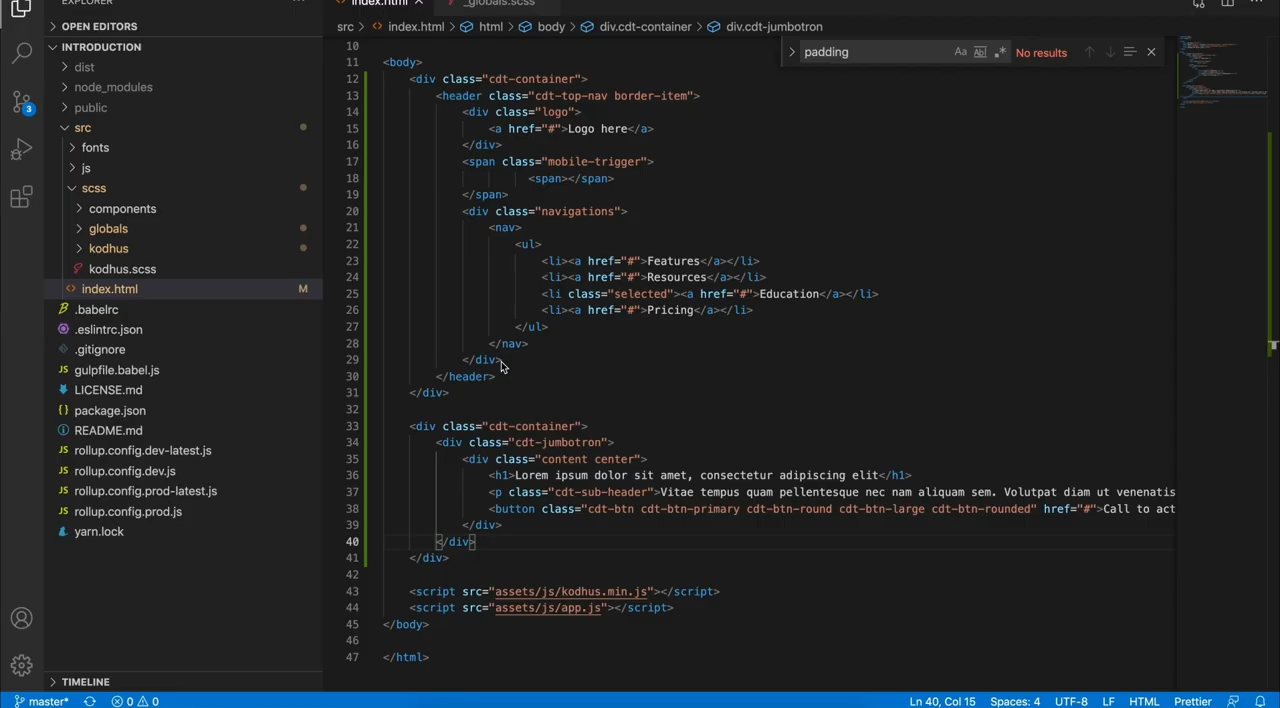 EXPLORER
index.html
_globals.scss
OPEN EDITORS
src > index.html > html > body > div.cdt-container > div.cdt-jumbotron
INTRODUCTION
padding
Aa Ab .*
No results
dist
node_modules
public
src
fonts
js
scss
components
globals
kodhus
kodhus.scss
index.html M
.babelrc
.eslintrc.json
.gitignore
JS gulpfile.babel.js
LICENSE.md
{} package.json
README.md
JS rollup.config.dev-latest.js
JS rollup.config.dev.js
JS rollup.config.prod-latest.js
JS rollup.config.prod.js
yarn.lock
TIMELINE
3
10
11 <body>
12 <div class="cdt-container">
13 <header class="cdt-top-nav border-item">
14 <div class="logo">
15 <a href="#">Logo here</a>
16 </div>
17 <span class="mobile-trigger">
18 <span></span>
19 </span>
20 <div class="navigations">
21 <nav>
22 <ul>
23 <li><a href="#">Features</a></li>
24 <li><a href="#">Resources</a></li>
25 <li class="selected"><a href="#">Education</a></li>
26 <li><a href="#">Pricing</a></li>
27 </ul>
28 </nav>
29 </div>
30 </header>
31 </div>
32
33 <div class="cdt-container">
34 <div class="cdt-jumbotron">
35 <div class="content center">
36 <h1>Lorem ipsum dolor sit amet, consectetur adipiscing elit</h1>
37 <p class="cdt-sub-header">Vitae tempus quam pellentesque nec nam aliquam sem. Volutpat diam ut venenatis
38 <button class="cdt-btn cdt-btn-primary cdt-btn-round cdt-btn-large cdt-btn-rounded" href="#">Call to act
39 </div>
40 </div>
41 </div>
42
43 <script src="assets/js/kodhus.min.js"></script>
44 <script src="assets/js/app.js"></script>
45 </body>
46
47 </html>
master* 0 0 Ln 40, Col 15 Spaces: 4 UTF-8 LF HTML Prettier